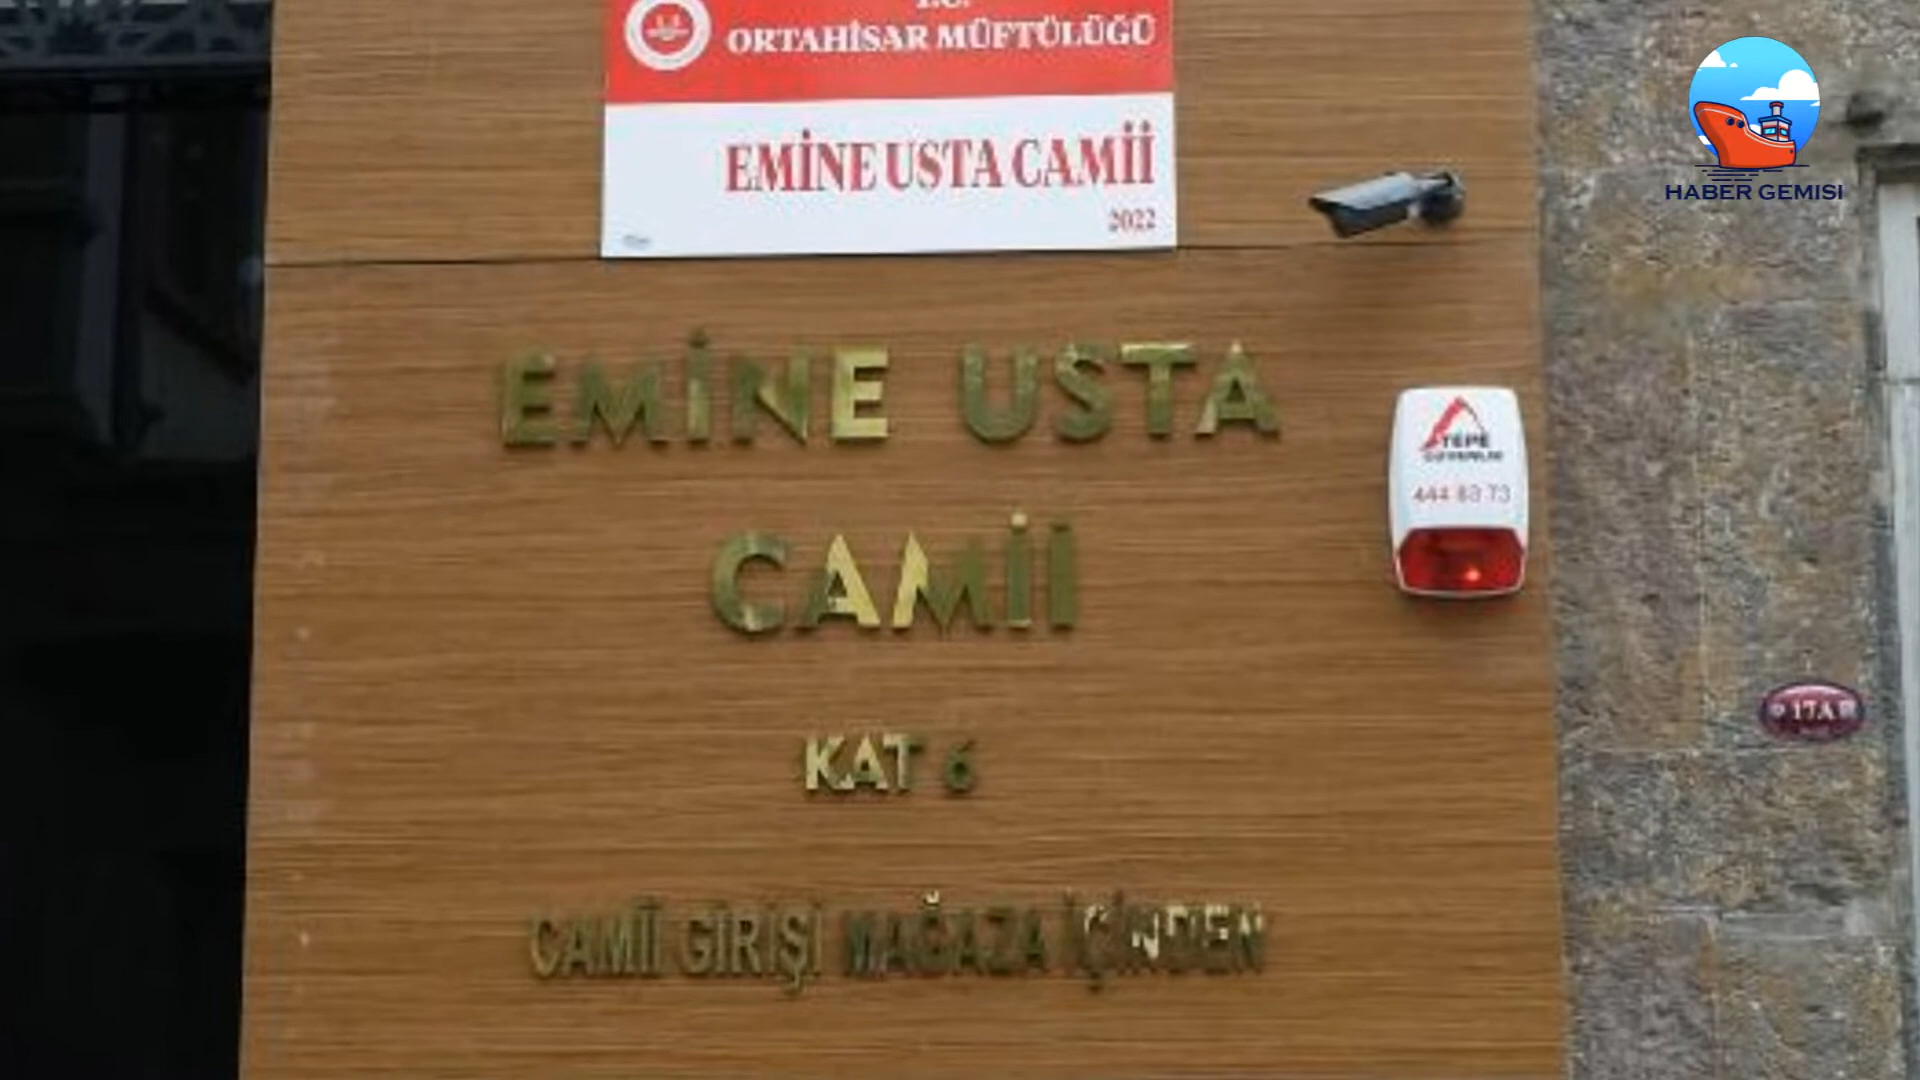 T.C.
ORTAHİSAR MÜFTÜLÜĞÜ
EMİNE USTA CAMİİ
2022
HABER GEMISI
EMİNE USTA
CAMİİ
TEPE
GÜVENLİK
444 83 73
KAT 6
17A
CAMİİ GİRİŞİ MAĞAZA İÇİNDEN